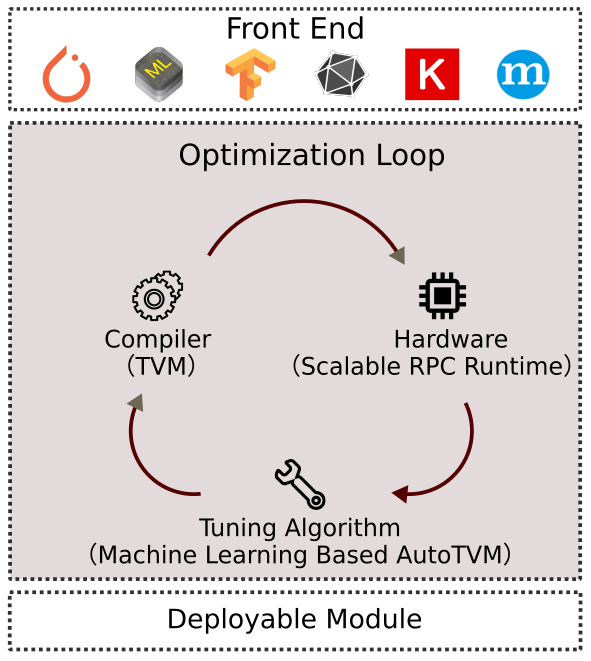 Front End
ML
K
m
Optimization Loop
Compiler
(TVM)
Hardware
(Scalable RPC Runtime)
Tuning Algorithm
(Machine Learning Based AutoTVM)
Deployable Module